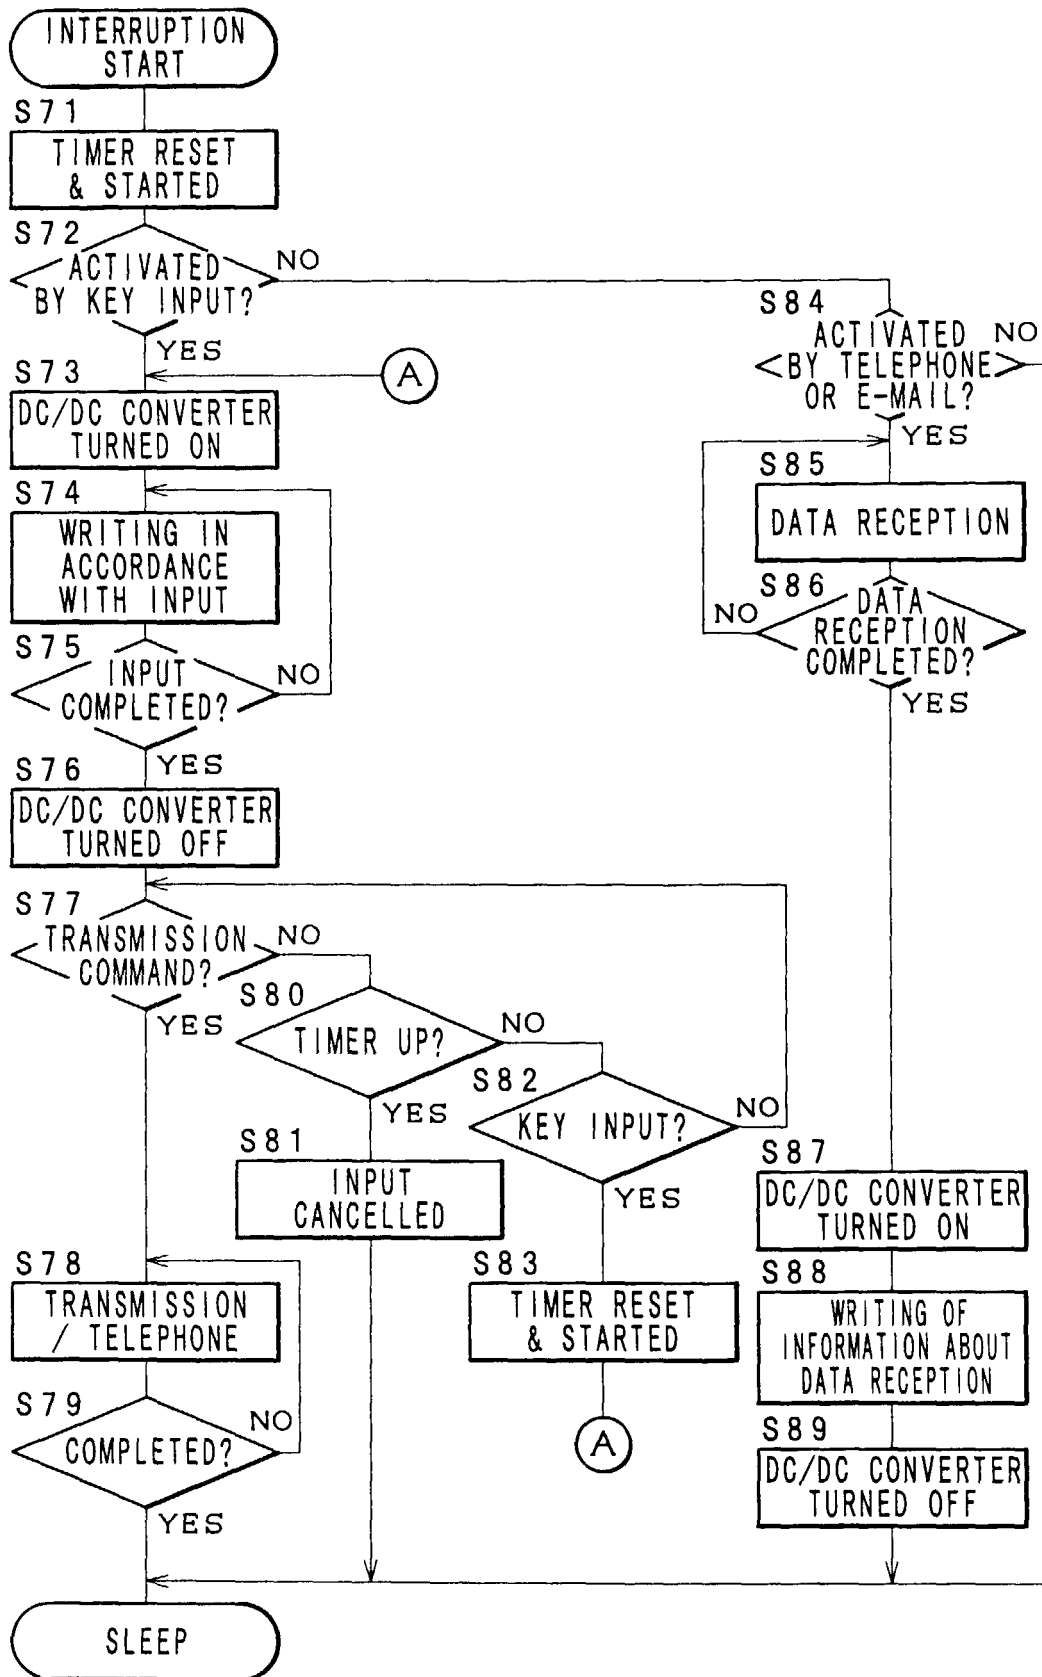 INTERRUPTION
START
S71
TIMER RESET
& STARTED
S72
ACTIVATED
BY KEY INPUT?
NO
YES
A
S73
DC/DC CONVERTER
TURNED ON
S74
WRITING IN
ACCORDANCE
WITH INPUT
S75
INPUT
COMPLETED?
NO
YES
S76
DC/DC CONVERTER
TURNED OFF
S77
TRANSMISSION
COMMAND?
NO
YES
S78
TRANSMISSION
/ TELEPHONE
S79
COMPLETED?
NO
YES
S80
TIMER UP?
NO
YES
S81
INPUT
CANCELLED
S82
KEY INPUT?
NO
YES
S83
TIMER RESET
& STARTED
A
S84
ACTIVATED
BY TELEPHONE
OR E-MAIL?
NO
YES
S85
DATA RECEPTION
S86
DATA
RECEPTION
COMPLETED?
NO
YES
S87
DC/DC CONVERTER
TURNED ON
S88
WRITING OF
INFORMATION ABOUT
DATA RECEPTION
S89
DC/DC CONVERTER
TURNED OFF
SLEEP